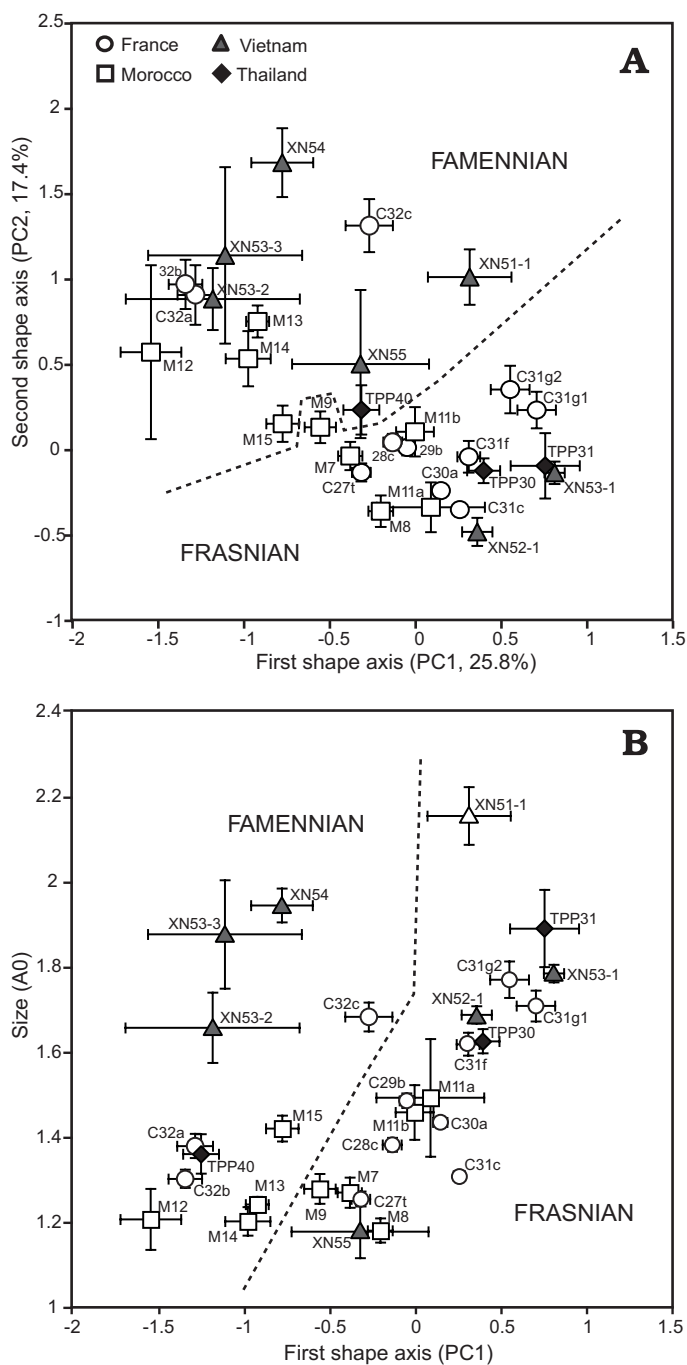 A
France
Vietnam
Morocco
Thailand
2.5
2
1.5
1
0.5
0
-0.5
-1
Second shape axis (PC2, 17.4%)
FAMENNIAN
FRASNIAN
XN54
C32c
XN53-3
XN51-1
32b
XN53-2
C32a
M13
M14
M12
XN55
C31g2
C31g1
TPP40
M9
M11b
M15
28c
29b
C31f
TPP31
M7
TPP30
XN53-1
C27t
C30a
M11a
C31c
M8
XN52-1
-2
-1.5
-1
-0.5
0
0.5
1
1.5
First shape axis (PC1, 25.8%)
B
2.4
2.2
2
1.8
1.6
1.4
1.2
1
Size (A0)
FAMENNIAN
FRASNIAN
XN51-1
XN54
XN53-3
TPP31
C31g2
XN53-1
C32c
XN52-1
C31g1
XN53-2
TPP30
C31f
C29b
M11a
M15
M11b
C30a
C32a
C28c
TPP40
C31c
C32b
M7
M13
C27t
M12
M9
M8
M14
XN55
-2
-1.5
-1
-0.5
0
0.5
1
1.5
First shape axis (PC1)